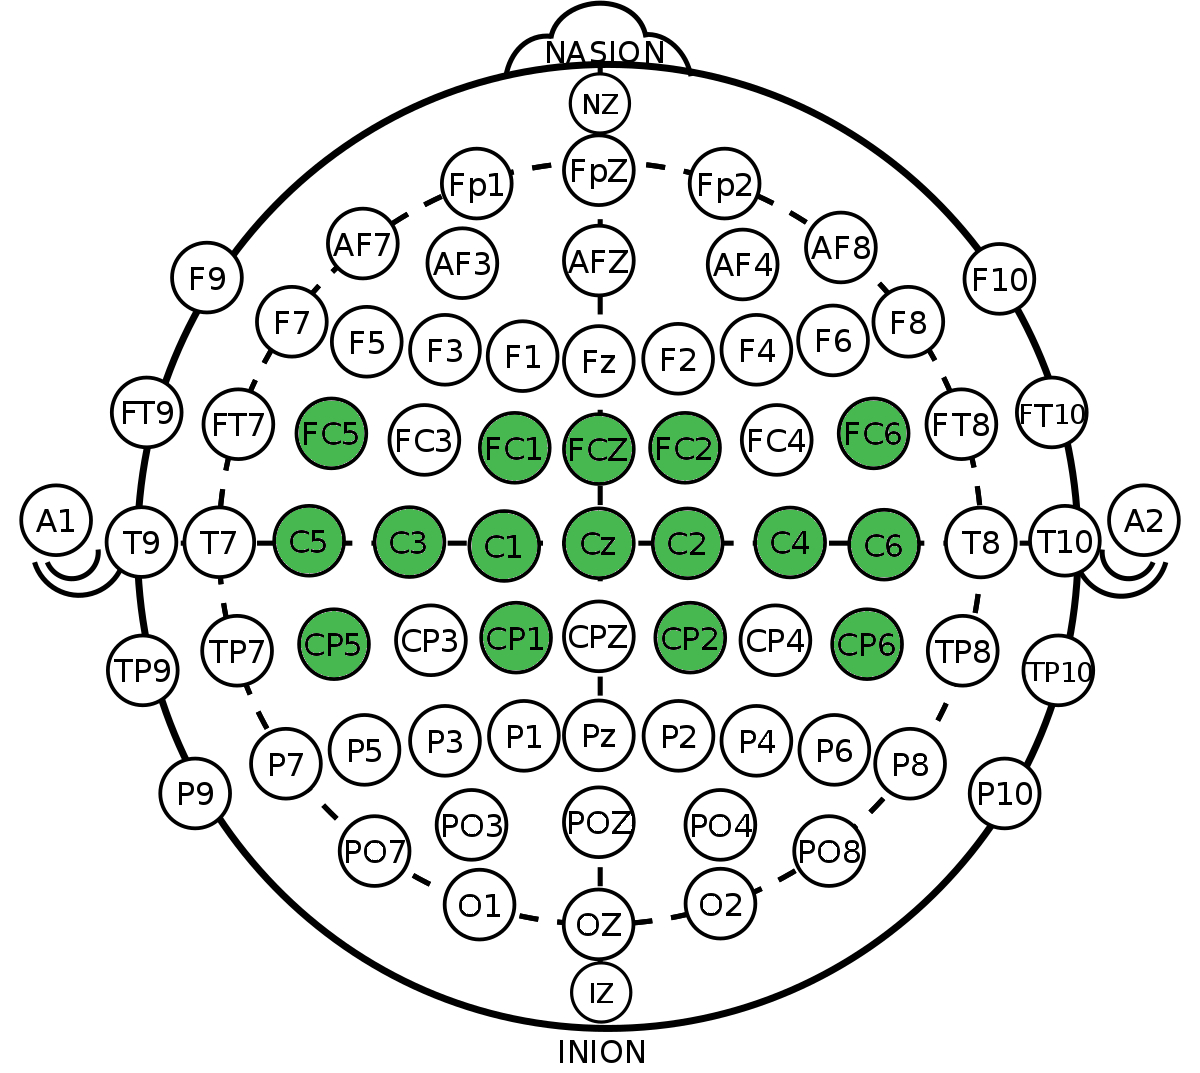 NASION
NZ
Fp1 FpZ Fp2
AF7 AF3 AFZ AF4 AF8
F9 F7 F5 F3 F1 Fz F2 F4 F6 F8 F10
FT9 FT7 FC5 FC3 FC1 FCZ FC2 FC4 FC6 FT8 FT10
A1 T9 T7 C5 C3 C1 Cz C2 C4 C6 T8 T10 A2
TP9 TP7 CP5 CP3 CP1 CPZ CP2 CP4 CP6 TP8 TP10
P9 P7 P5 P3 P1 Pz P2 P4 P6 P8 P10
PO7 PO3 POZ PO4 PO8
O1 OZ O2
IZ
INION